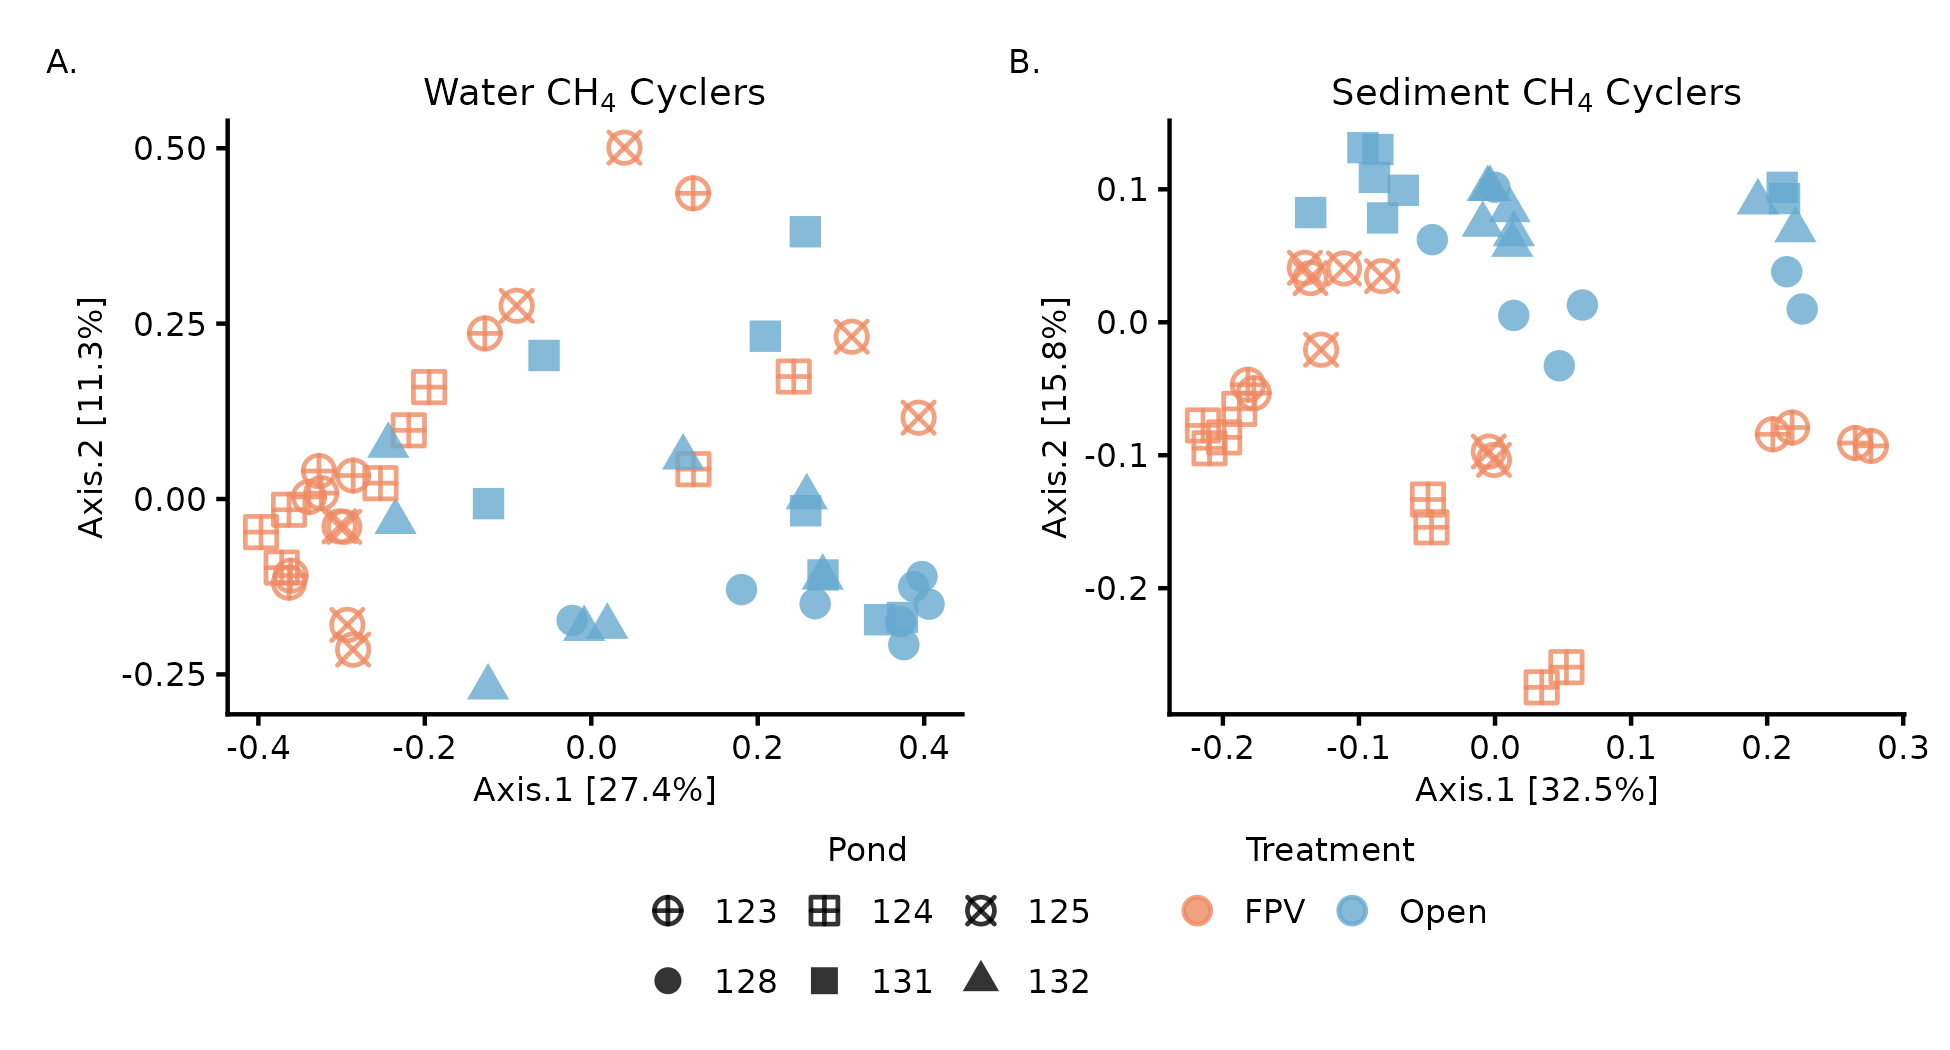 A.
Water CH₄ Cyclers
0.50
0.25
0.00
-0.25
Axis.2 [11.3%]
-0.4 -0.2 0.0 0.2 0.4
Axis.1 [27.4%]
B.
Sediment CH₄ Cyclers
0.1
0.0
-0.1
-0.2
Axis.2 [15.8%]
-0.2 -0.1 0.0 0.1 0.2 0.3
Axis.1 [32.5%]
Pond
123 124 125
128 131 132
Treatment
FPV Open